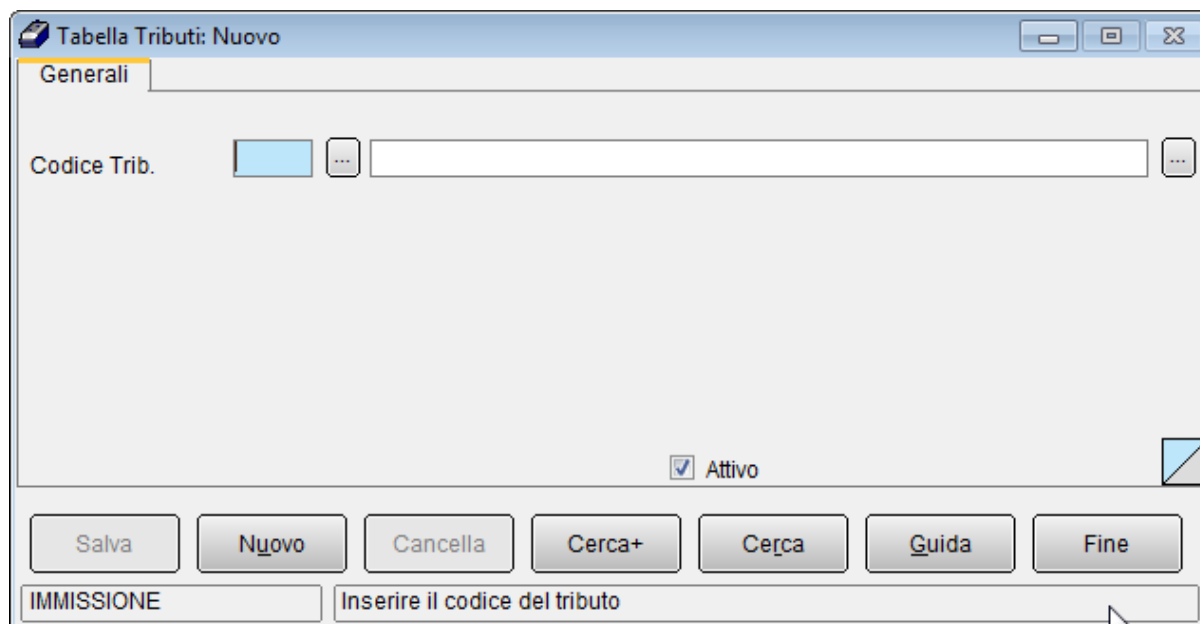 Tabella Tributi: Nuovo
Generali
Codice Trib. ... ...
Attivo
Salva Nuovo Cancella Cerca+ Cerca Guida Fine
IMMISSIONE Inserire il codice del tributo